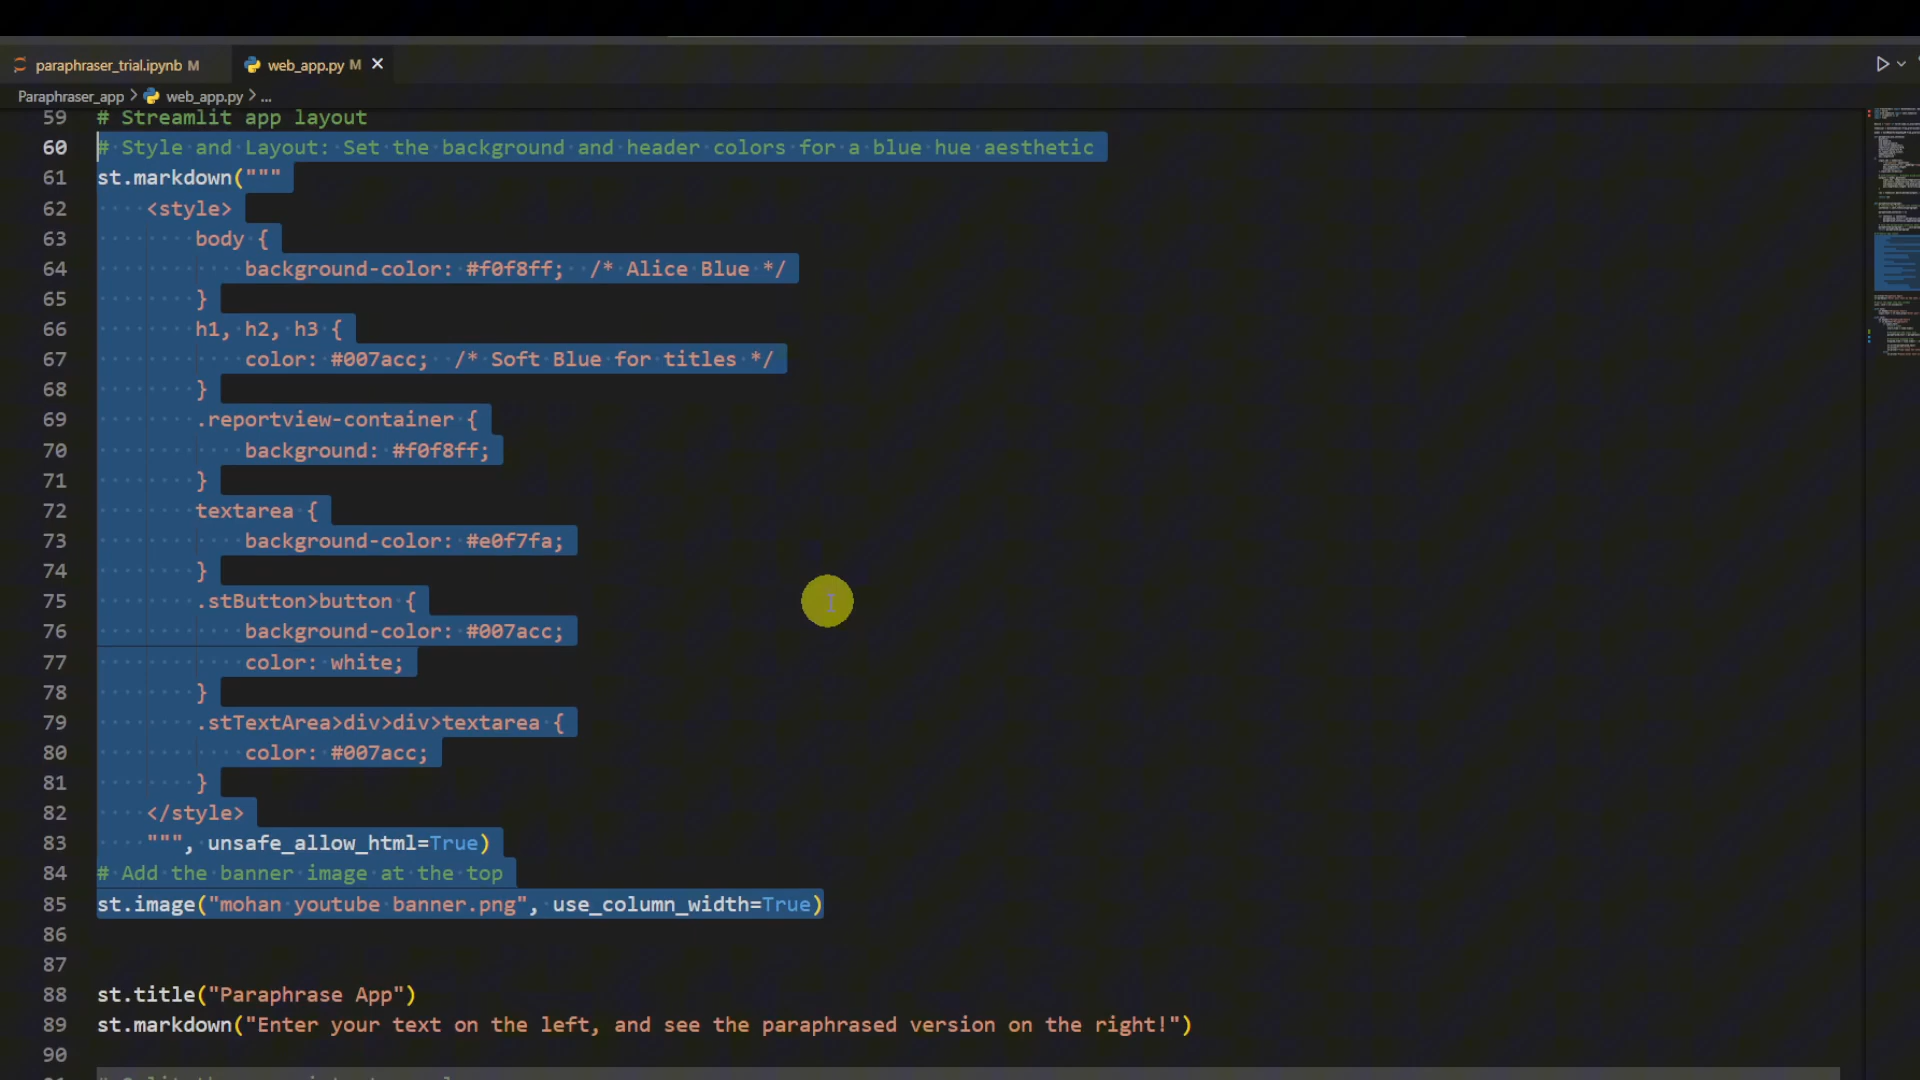 paraphraser_trial.ipynb M
web_app.py M ×
Paraphraser_app > web_app.py > ...
59 # Streamlit app layout
60 # Style and Layout: Set the background and header colors for a blue hue aesthetic
61 st.markdown("""
62 <style>
63 body {
64 background-color: #f0f8ff; /* Alice Blue */
65 }
66 h1, h2, h3 {
67 color: #007acc; /* Soft Blue for titles */
68 }
69 .reportview-container {
70 background: #f0f8ff;
71 }
72 textarea {
73 background-color: #e0f7fa;
74 }
75 .stButton>button {
76 background-color: #007acc;
77 color: white;
78 }
79 .stTextArea>div>div>textarea {
80 color: #007acc;
81 }
82 </style>
83 """, unsafe_allow_html=True)
84 # Add the banner image at the top
85 st.image("mohan youtube banner.png", use_column_width=True)
86
87
88 st.title("Paraphrase App")
89 st.markdown("Enter your text on the left, and see the paraphrased version on the right!")
90